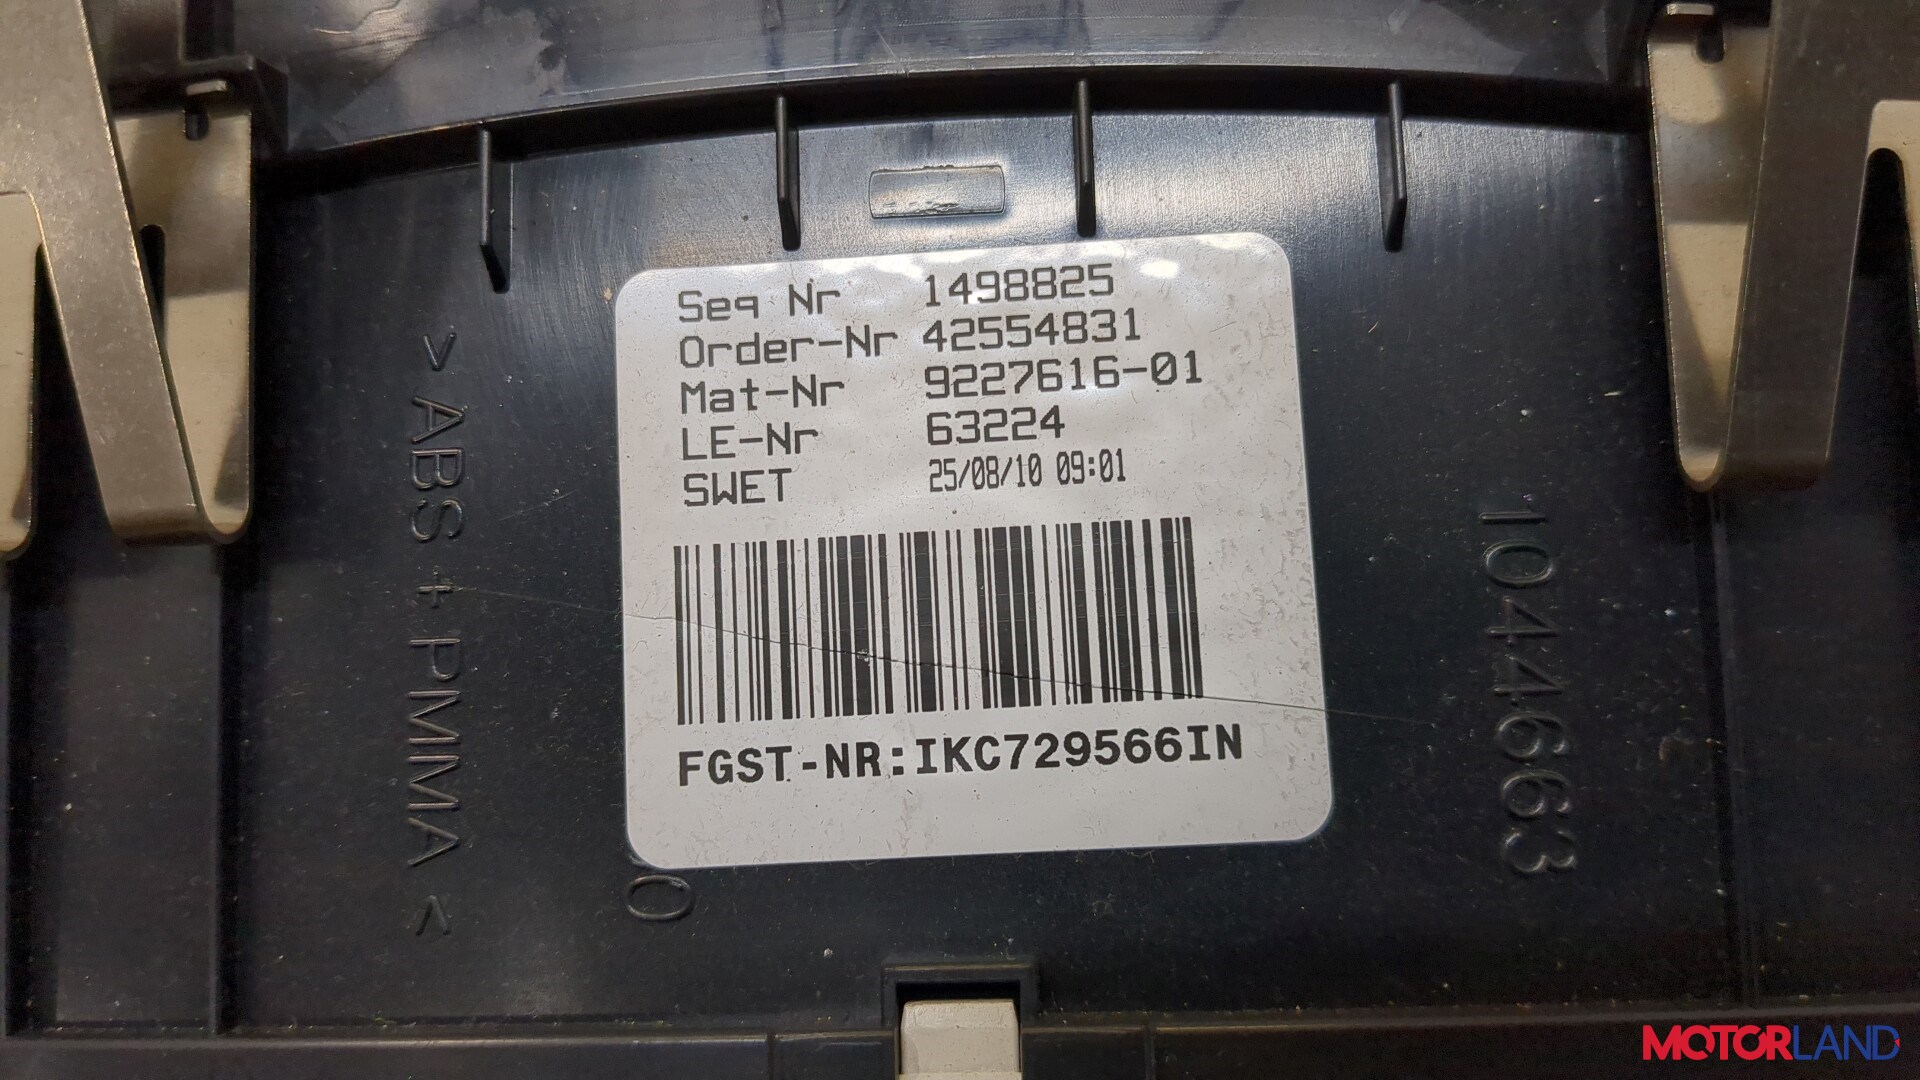 Seq Nr 1498825
Order-Nr 42554831
Mat-Nr 9227616-01
LE-Nr 63224
SWET 25/08/10 09:01
FGST-NR:IKC729566IN
>ABS + PMMA<
1044663
0
MOTORLAND